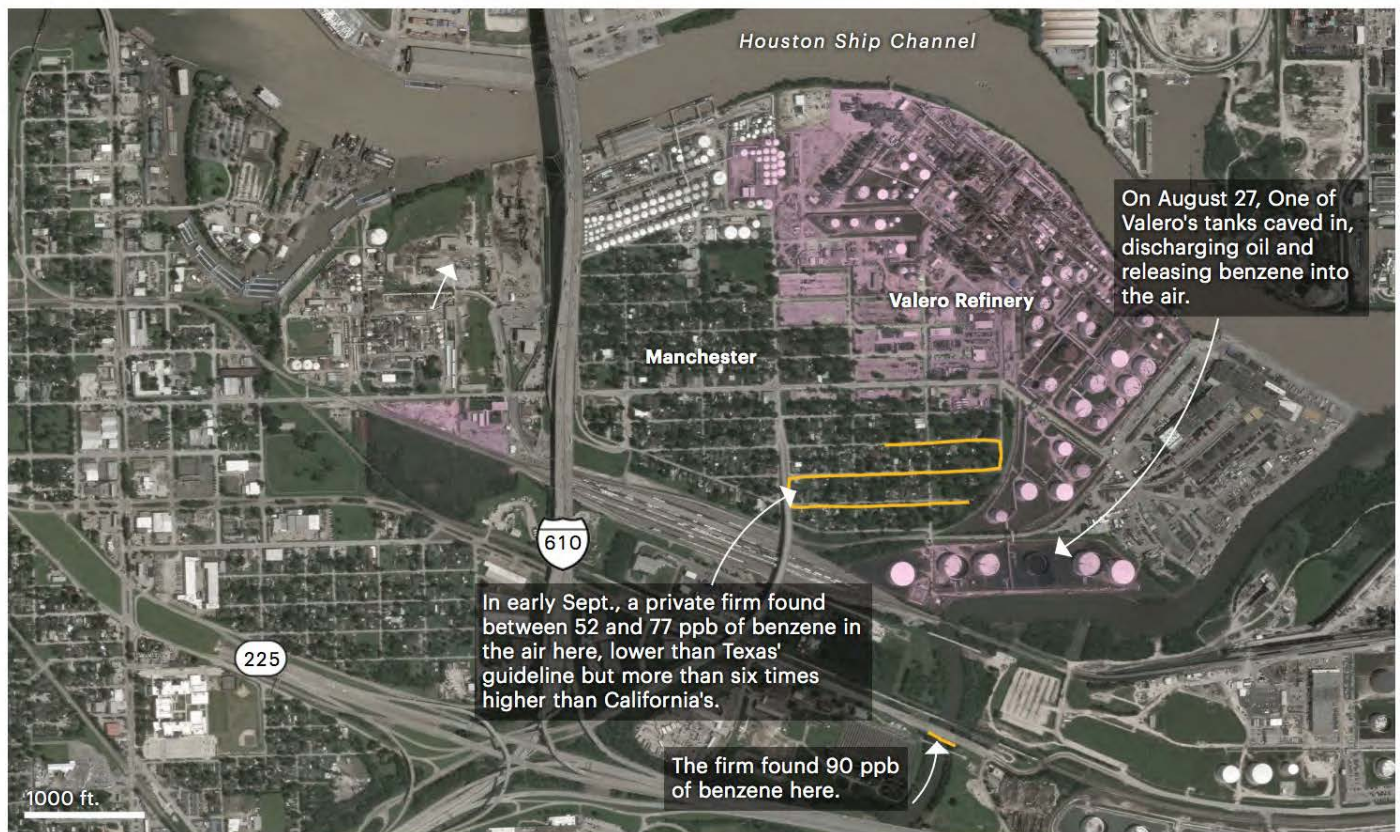 Houston Ship Channel
On August 27, One of
Valero's tanks caved in,
discharging oil and
releasing benzene into
the air.
Valero Refinery
Manchester
610
In early Sept., a private firm found
between 52 and 77 ppb of benzene in
the air here, lower than Texas'
guideline but more than six times
higher than California's.
225
The firm found 90 ppb
of benzene here.
1000 ft.